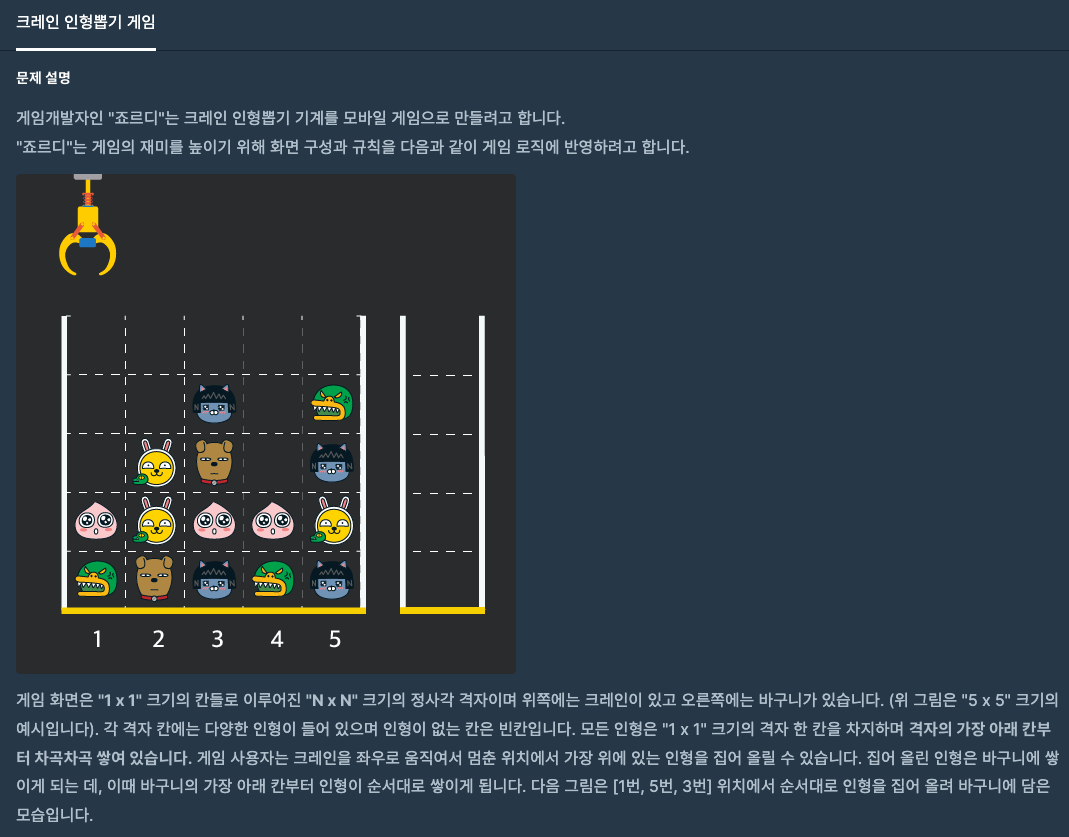 크레인 인형뽑기 게임
문제 설명
게임개발자인 "죠르디"는 크레인 인형뽑기 기계를 모바일 게임으로 만들려고 합니다.
"죠르디"는 게임의 재미를 높이기 위해 화면 구성과 규칙을 다음과 같이 게임 로직에 반영하려고 합니다.
1 2 3 4 5
게임 화면은 "1 x 1" 크기의 칸들로 이루어진 "N x N" 크기의 정사각 격자이며 위쪽에는 크레인이 있고 오른쪽에는 바구니가 있습니다. (위 그림은 "5 x 5" 크기의
예시입니다). 각 격자 칸에는 다양한 인형이 들어 있으며 인형이 없는 칸은 빈칸입니다. 모든 인형은 "1 x 1" 크기의 격자 한 칸을 차지하며 격자의 가장 아래 칸부
터 차곡차곡 쌓여 있습니다. 게임 사용자는 크레인을 좌우로 움직여서 멈춘 위치에서 가장 위에 있는 인형을 집어 올릴 수 있습니다. 집어 올린 인형은 바구니에 쌓
이게 되는 데, 이때 바구니의 가장 아래 칸부터 인형이 순서대로 쌓이게 됩니다. 다음 그림은 [1번, 5번, 3번] 위치에서 순서대로 인형을 집어 올려 바구니에 담은
모습입니다.